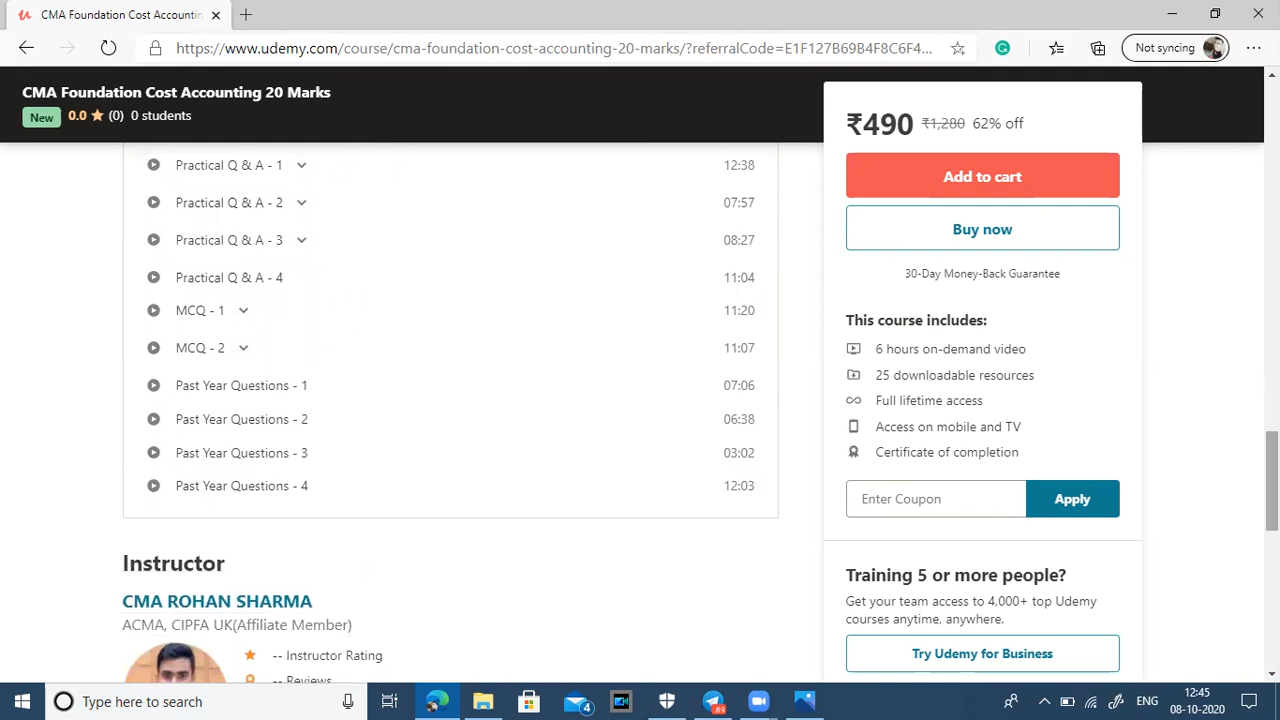 CMA Foundation Cost Accountin
https://www.udemy.com/course/cma-foundation-cost-accounting-20-marks/?referralCode=E1F127B69B4F8C6F4...
Not syncing
CMA Foundation Cost Accounting 20 Marks
New 0.0 (0) 0 students
₹490 ₹1,280 62% off
Add to cart
Buy now
30-Day Money-Back Guarantee
This course includes:
6 hours on-demand video
25 downloadable resources
Full lifetime access
Access on mobile and TV
Certificate of completion
Enter Coupon Apply
Training 5 or more people?
Get your team access to 4,000+ top Udemy
courses anytime, anywhere.
Try Udemy for Business
Practical Q & A - 1 12:38
Practical Q & A - 2 07:57
Practical Q & A - 3 08:27
Practical Q & A - 4 11:04
MCQ - 1 11:20
MCQ - 2 11:07
Past Year Questions - 1 07:06
Past Year Questions - 2 06:38
Past Year Questions - 3 03:02
Past Year Questions - 4 12:03
Instructor
CMA ROHAN SHARMA
ACMA, CIPFA UK(Affiliate Member)
-- Instructor Rating
-- Reviews
Type here to search
4
89
ENG
12:45
08-10-2020